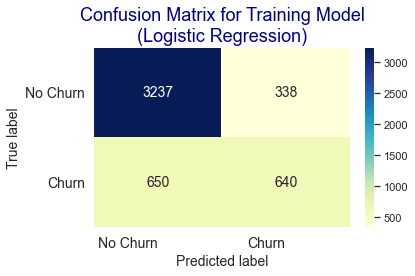 Confusion Matrix for Training Model
(Logistic Regression)
No Churn
3237
338
Churn
650
640
No Churn
Churn
True label
Predicted label
3000
2500
2000
1500
1000
500